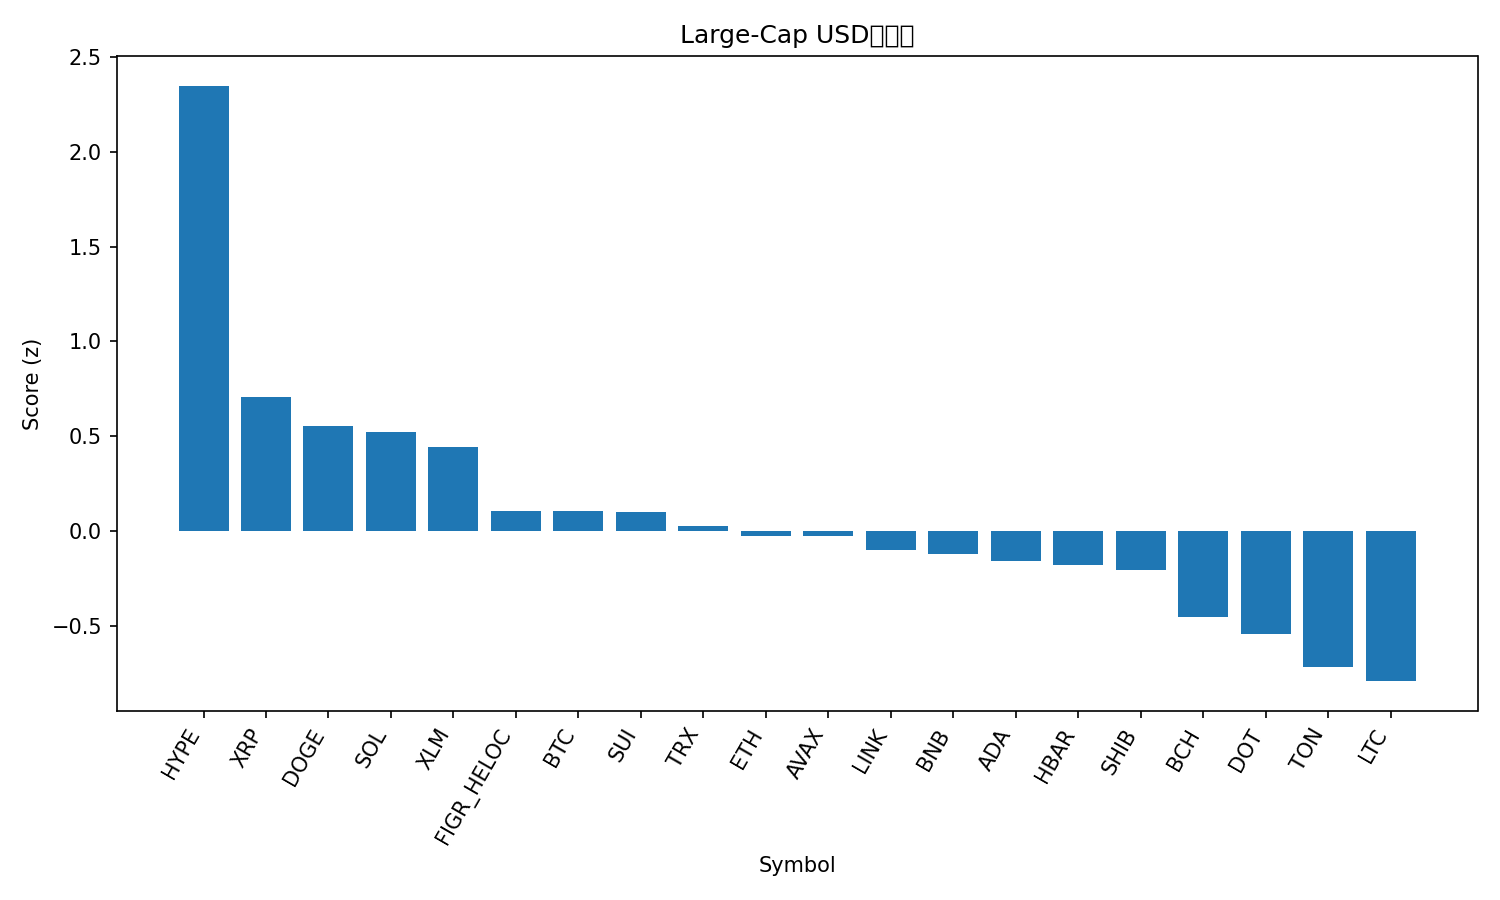 Large-Cap USD
2.5
2.0
1.5
1.0
0.5
0.0
−0.5
Score (z)
HYPE
XRP
DOGE
SOL
XLM
FIGR_HELOC
BTC
SUI
TRX
ETH
AVAX
LINK
BNB
ADA
HBAR
SHIB
BCH
DOT
TON
LTC
Symbol